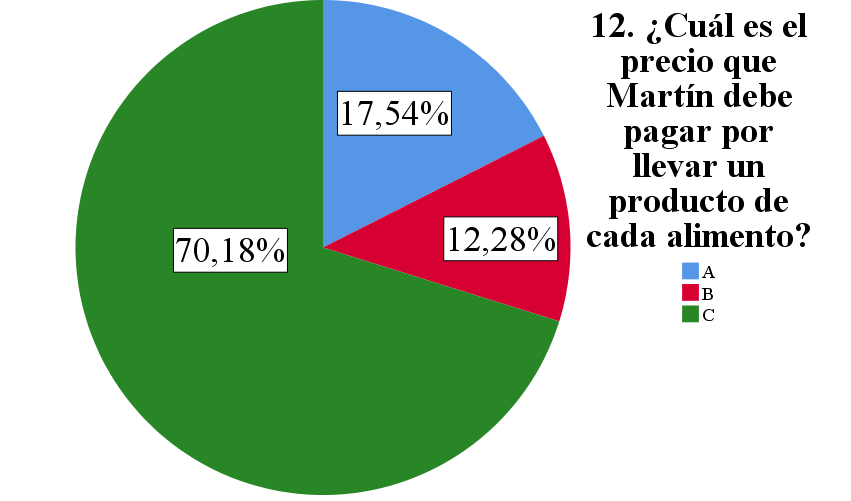 12. ¿Cuál es el
precio que
Martín debe
pagar por
llevar un
producto de
cada alimento?
A
B
C
17,54%
12,28%
70,18%